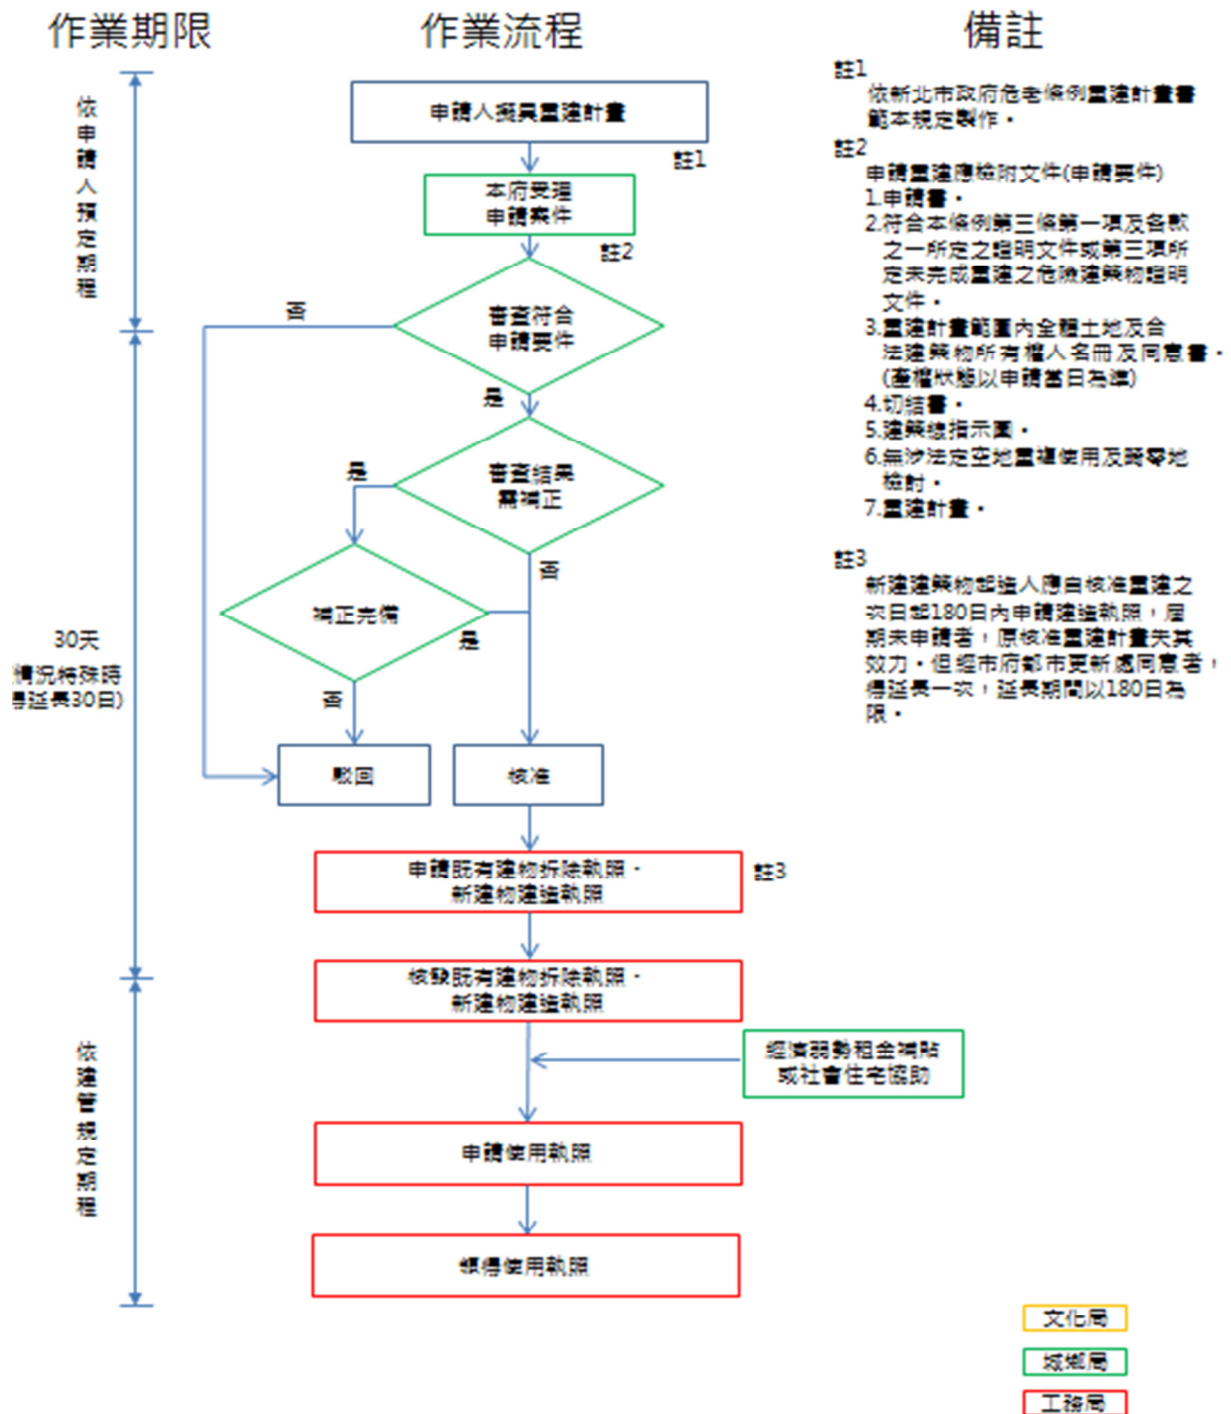 作業期限
作業流程
備註
依申請人預定期程
申請人擬具重建計畫
註1
本府受理
申請案件
註2
審查符合
申請要件
否
是
審查結果
需補正
是
否
補正完備
是
否
30天
情況特殊時
得延長30日)
駁回
核准
申請既有建物拆除執照、
新建物建造執照
註3
核發既有建物拆除執照、
新建物建造執照
經濟弱勢租金補貼
或社會住宅協助
依建管規定期程
申請使用執照
領得使用執照
註1
依新北市政府危老條例重建計畫書
範本規定製作。
註2
申請重建應檢附文件(申請要件)
1.申請書。
2.符合本條例第三條第一項及各款
之一所定之證明文件或第三項所
定未完成重建之危險建築物證明
文件。
3.重建計畫範圍內全體土地及合
法建築物所有權人名冊及同意書。
(產權狀態以申請當日為準)
4.切結書。
5.建築線指示圖。
6.無涉法定空地重複使用及畸零地
檢討。
7.重建計畫。
註3
新建建築物起造人應自核准重建之
次日起180日內申請建造執照，屆
期未申請者，原核准重建計畫失其
效力。但經市府都市更新處同意者，
得延長一次，延長期間以180日為
限。
文化局
城鄉局
工務局